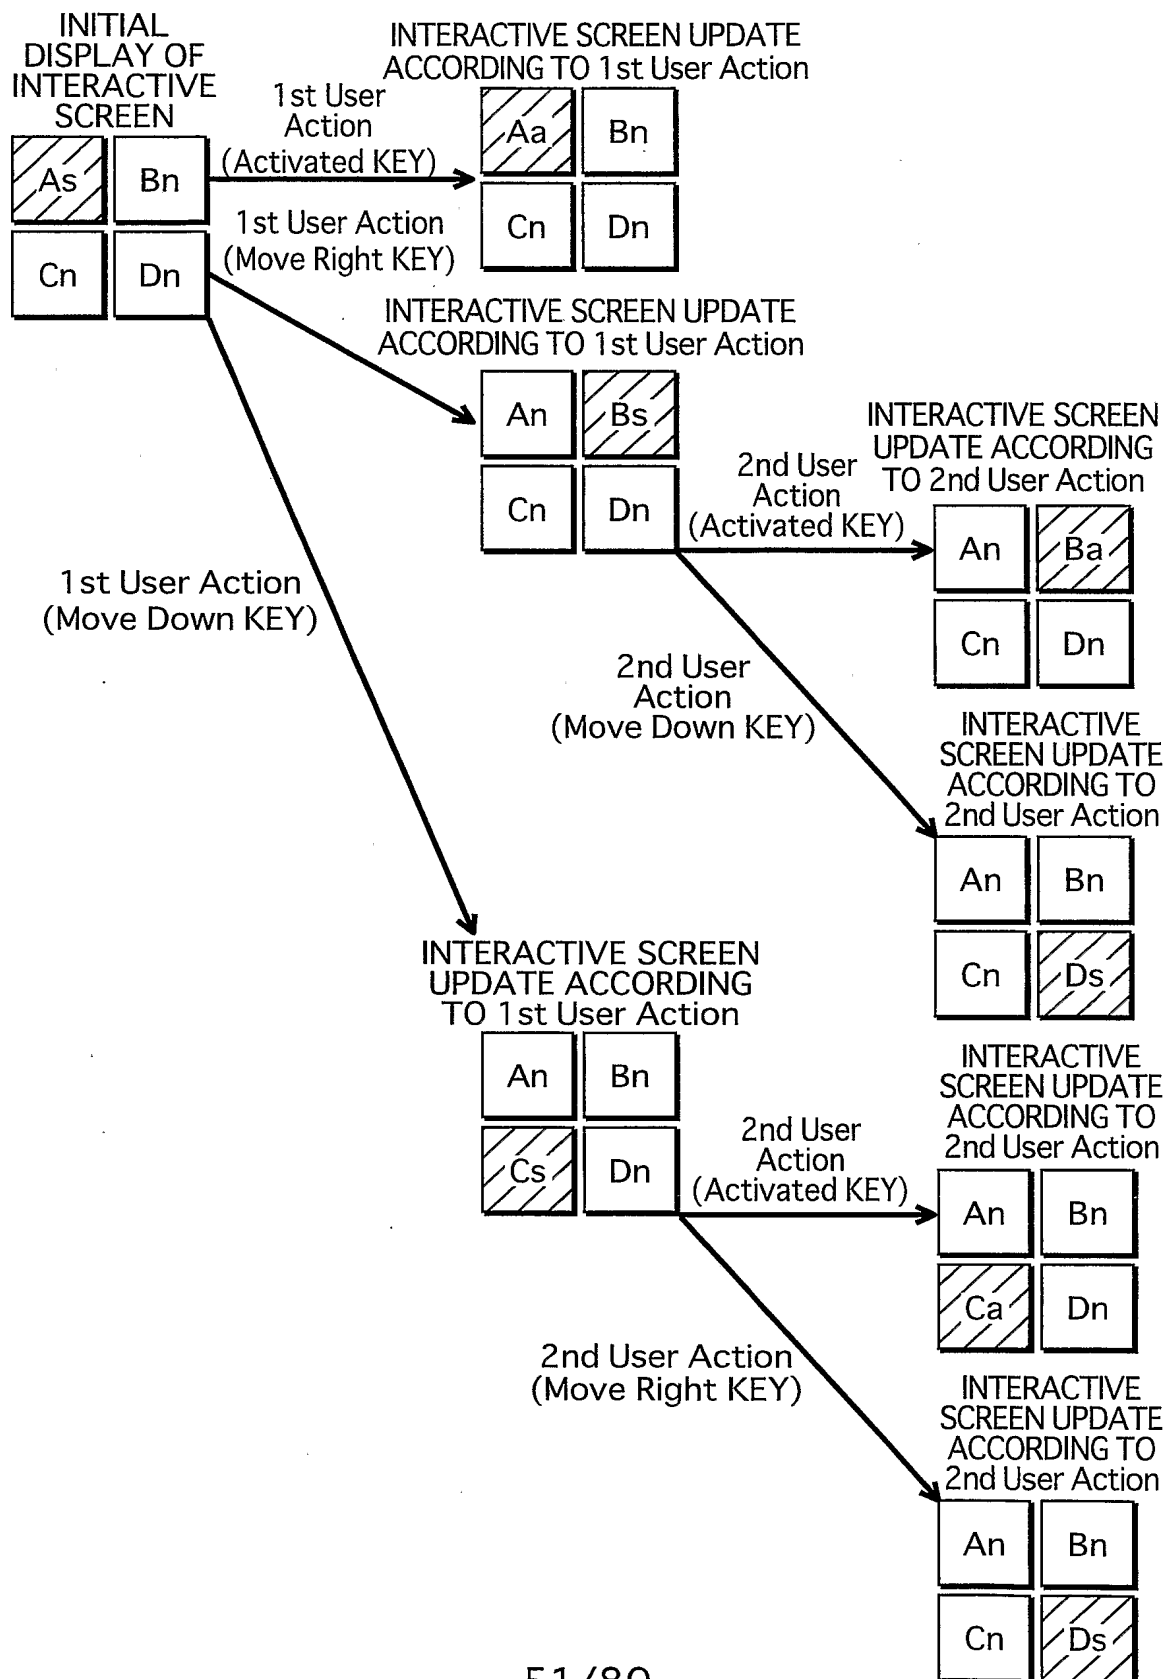 INITIAL
DISPLAY OF
INTERACTIVE
SCREEN
As Bn
Cn Dn
1st User
Action
(Activated KEY)
INTERACTIVE SCREEN UPDATE
ACCORDING TO 1st User Action
Aa Bn
Cn Dn
1st User Action
(Move Right KEY)
INTERACTIVE SCREEN UPDATE
ACCORDING TO 1st User Action
An Bs
Cn Dn
2nd User
Action
(Activated KEY)
INTERACTIVE SCREEN
UPDATE ACCORDING
TO 2nd User Action
An Ba
Cn Dn
2nd User
Action
(Move Down KEY)
INTERACTIVE
SCREEN UPDATE
ACCORDING TO
2nd User Action
An Bn
Cn Ds
1st User Action
(Move Down KEY)
INTERACTIVE SCREEN
UPDATE ACCORDING
TO 1st User Action
An Bn
Cs Dn
2nd User
Action
(Activated KEY)
INTERACTIVE
SCREEN UPDATE
ACCORDING TO
2nd User Action
An Bn
Ca Dn
2nd User Action
(Move Right KEY)
INTERACTIVE
SCREEN UPDATE
ACCORDING TO
2nd User Action
An Bn
Cn Ds